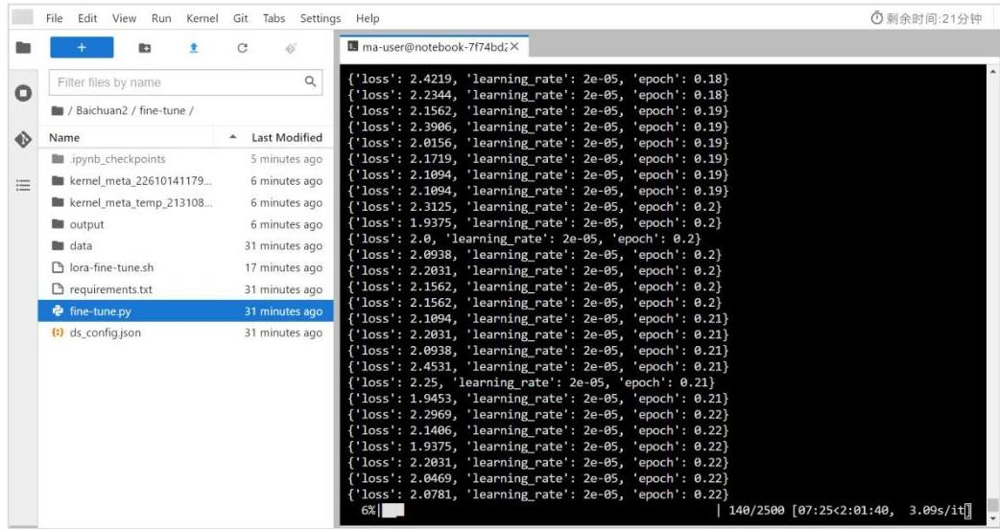 File Edit View Run Kernel Git Tabs Settings Help
剩余时间:21分钟
Filter files by name
/ Baichuan2 / fine-tune /
Name Last Modified
.ipynb_checkpoints 5 minutes ago
kernel_meta_22610141179... 6 minutes ago
kernel_meta_temp_213108... 6 minutes ago
output 6 minutes ago
data 31 minutes ago
lora-fine-tune.sh 17 minutes ago
requirements.txt 31 minutes ago
fine-tune.py 31 minutes ago
ds_config.json 31 minutes ago
ma-user@notebook-7f74bd2
{'loss': 2.4219, 'learning_rate': 2e-05, 'epoch': 0.18}
{'loss': 2.2344, 'learning_rate': 2e-05, 'epoch': 0.18}
{'loss': 2.1562, 'learning_rate': 2e-05, 'epoch': 0.19}
{'loss': 2.3906, 'learning_rate': 2e-05, 'epoch': 0.19}
{'loss': 2.0156, 'learning_rate': 2e-05, 'epoch': 0.19}
{'loss': 2.1719, 'learning_rate': 2e-05, 'epoch': 0.19}
{'loss': 2.1094, 'learning_rate': 2e-05, 'epoch': 0.19}
{'loss': 2.1094, 'learning_rate': 2e-05, 'epoch': 0.19}
{'loss': 2.3125, 'learning_rate': 2e-05, 'epoch': 0.2}
{'loss': 1.9375, 'learning_rate': 2e-05, 'epoch': 0.2}
{'loss': 2.0, 'learning_rate': 2e-05, 'epoch': 0.2}
{'loss': 2.0938, 'learning_rate': 2e-05, 'epoch': 0.2}
{'loss': 2.2031, 'learning_rate': 2e-05, 'epoch': 0.2}
{'loss': 2.1562, 'learning_rate': 2e-05, 'epoch': 0.2}
{'loss': 2.1562, 'learning_rate': 2e-05, 'epoch': 0.2}
{'loss': 2.1094, 'learning_rate': 2e-05, 'epoch': 0.21}
{'loss': 2.2031, 'learning_rate': 2e-05, 'epoch': 0.21}
{'loss': 2.0938, 'learning_rate': 2e-05, 'epoch': 0.21}
{'loss': 2.4531, 'learning_rate': 2e-05, 'epoch': 0.21}
{'loss': 2.25, 'learning_rate': 2e-05, 'epoch': 0.21}
{'loss': 1.9453, 'learning_rate': 2e-05, 'epoch': 0.21}
{'loss': 2.2969, 'learning_rate': 2e-05, 'epoch': 0.22}
{'loss': 2.1406, 'learning_rate': 2e-05, 'epoch': 0.22}
{'loss': 1.9375, 'learning_rate': 2e-05, 'epoch': 0.22}
{'loss': 2.2031, 'learning_rate': 2e-05, 'epoch': 0.22}
{'loss': 2.0469, 'learning_rate': 2e-05, 'epoch': 0.22}
{'loss': 2.0781, 'learning_rate': 2e-05, 'epoch': 0.22}
6%| | 140/2500 [07:25<2:01:40, 3.09s/it]